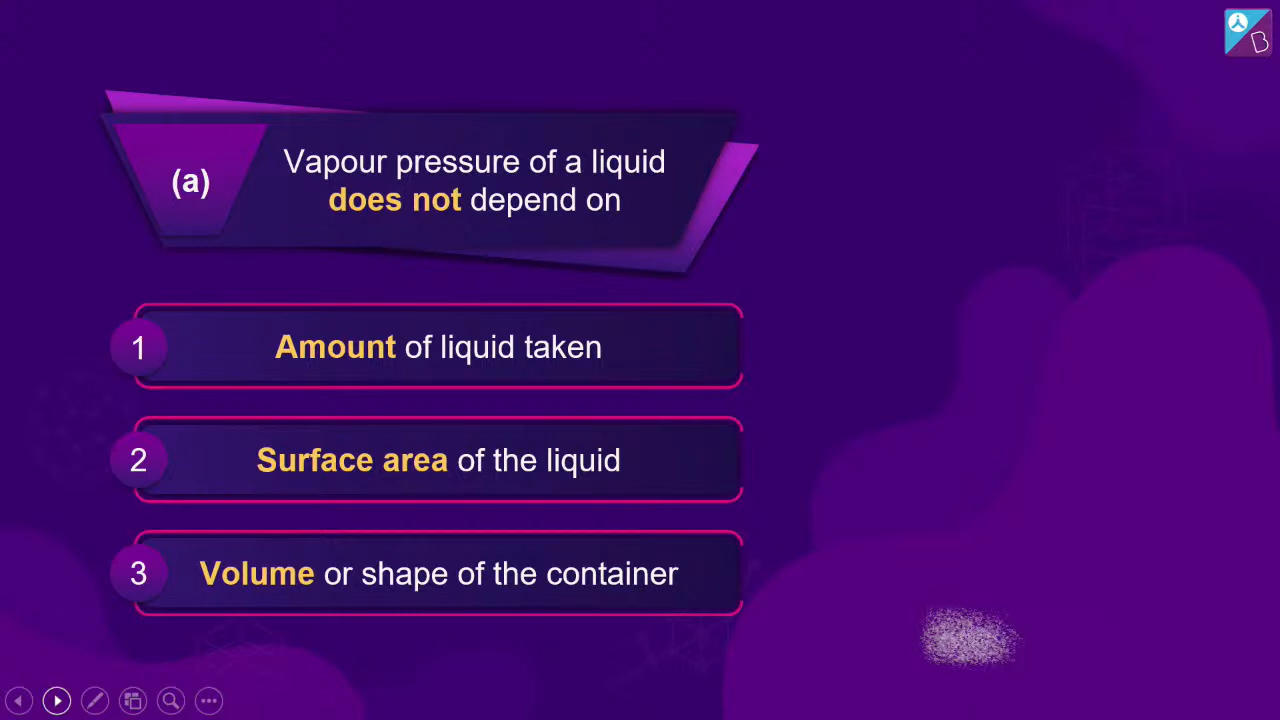 (a)
Vapour pressure of a liquid
does not depend on
1
Amount of liquid taken
2
Surface area of the liquid
3
Volume or shape of the container
B